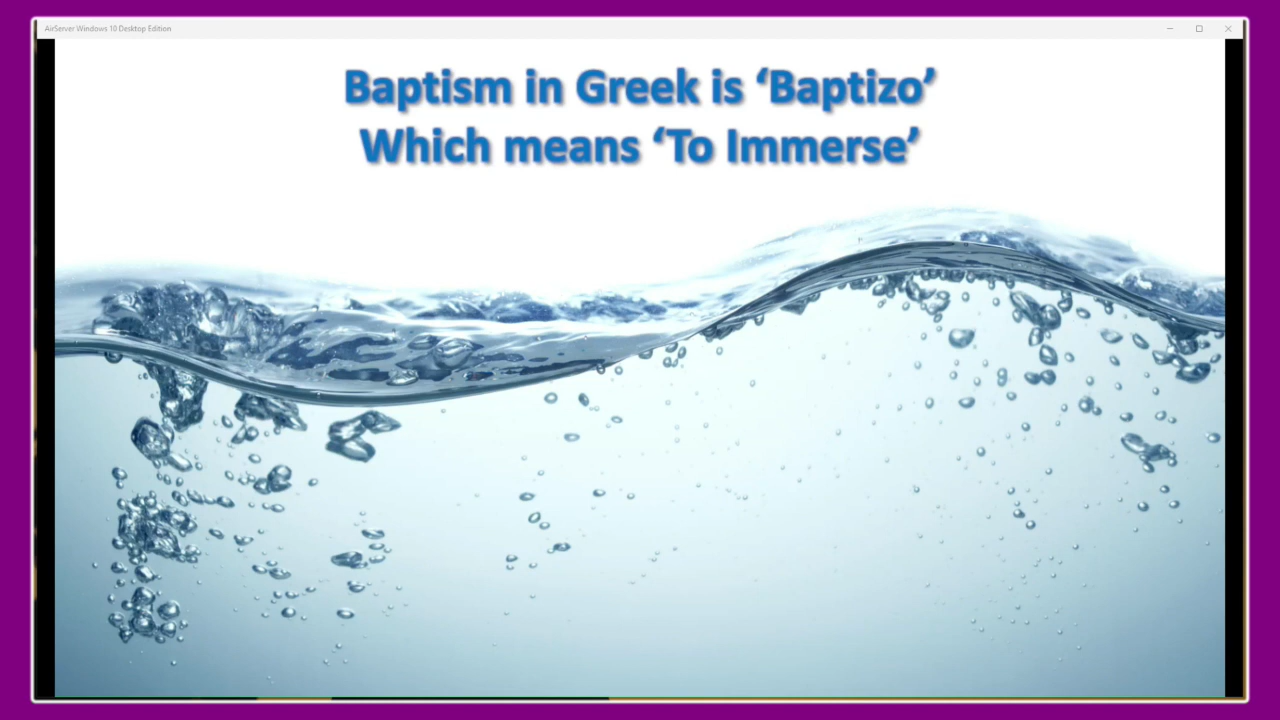 AirServer Windows 10 Desktop Edition
Baptism in Greek is ‘Baptizo’
Which means ‘To Immerse’